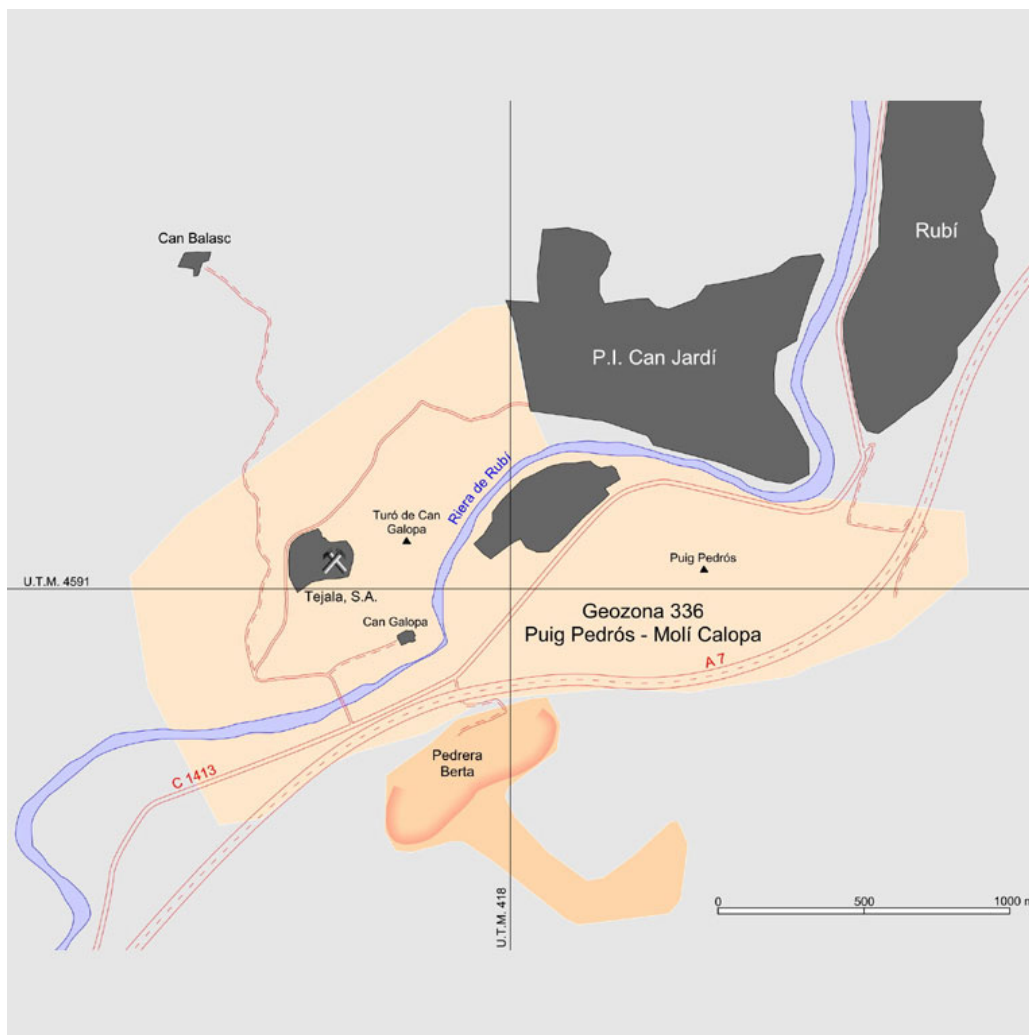 Rubí
Can Balasc
P.I. Can Jardí
Riera de Rubí
Turó de Can
Galopa
Puig Pedrós
U.T.M. 4591
Tejala, S.A.
Can Galopa
Geozona 336
Puig Pedrós - Molí Calopa
A 7
Pedrera
Berta
C 1413
U.T.M. 418
0 500 1000 m